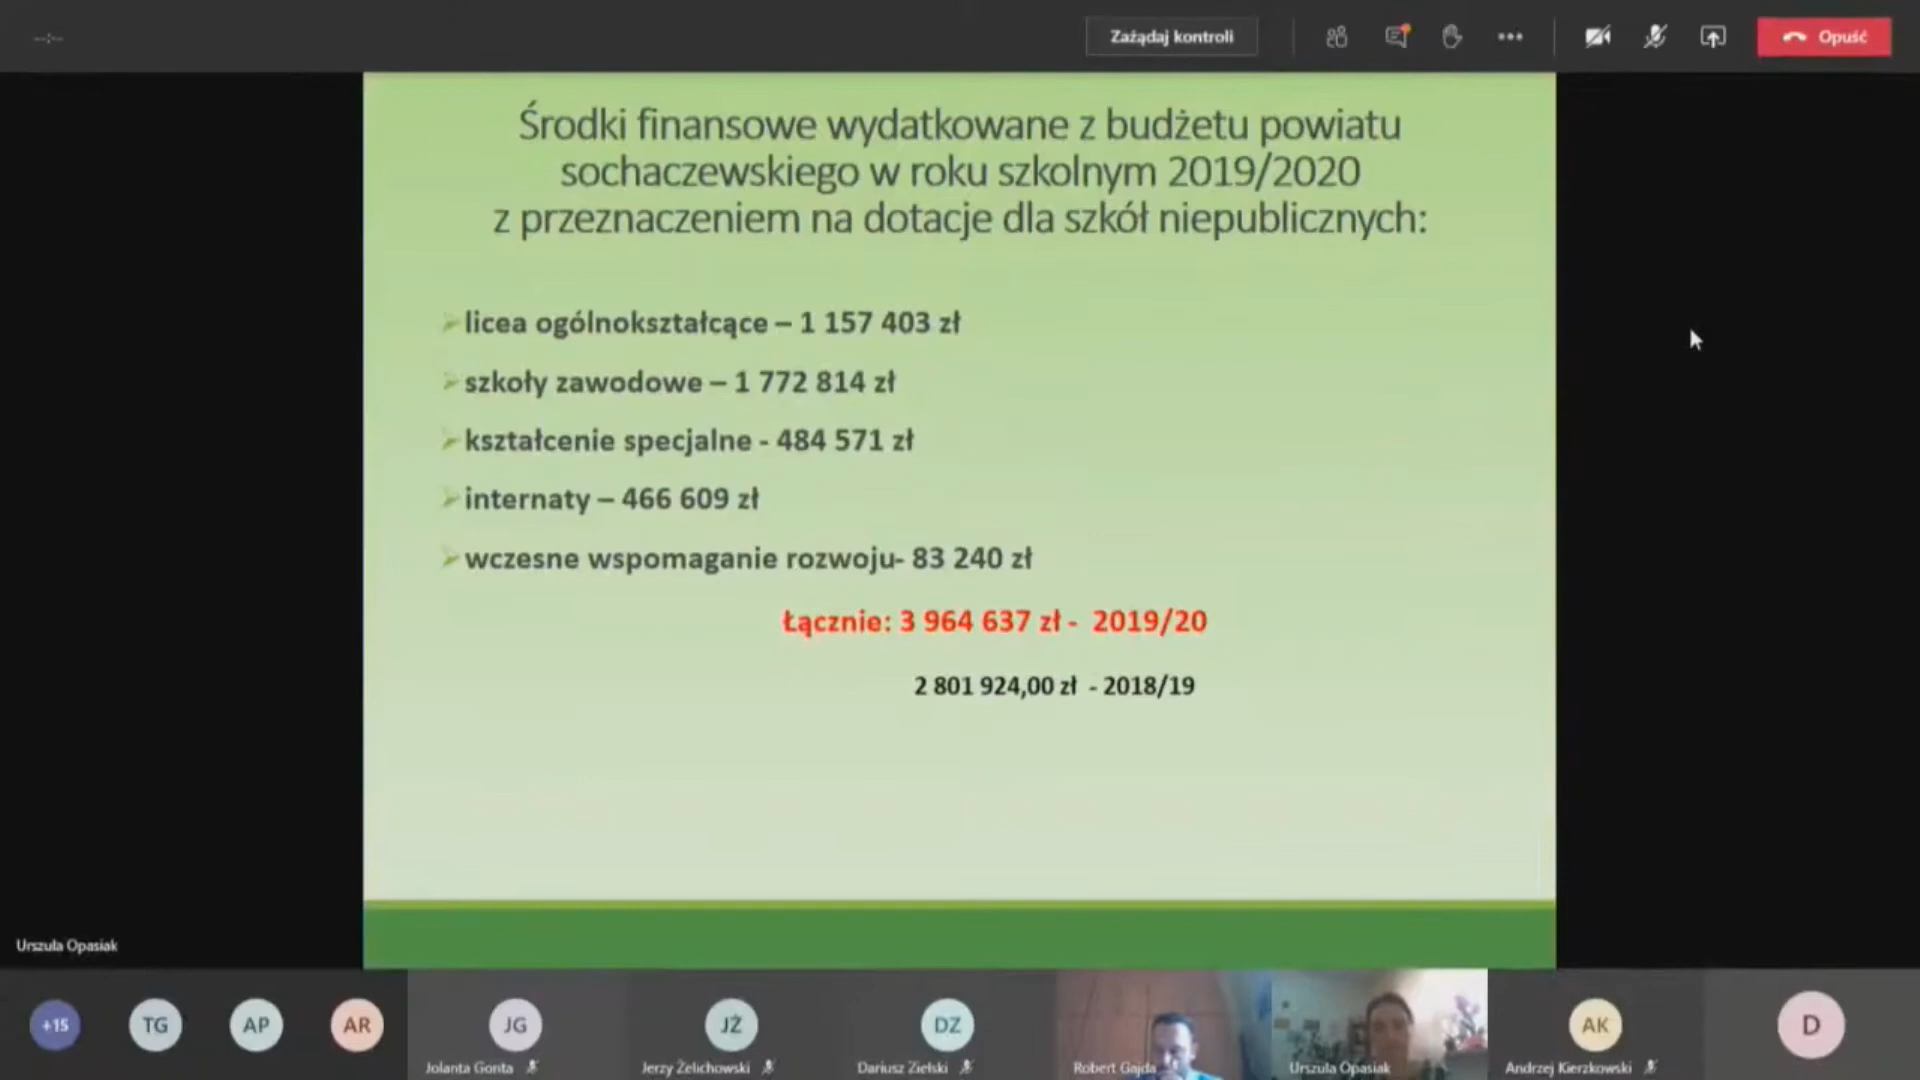 --:--
Zażądaj kontroli
Opuść
Środki finansowe wydatkowane z budżetu powiatu
sochaczewskiego w roku szkolnym 2019/2020
z przeznaczeniem na dotacje dla szkół niepublicznych:
licea ogólnokształcące – 1 157 403 zł
szkoły zawodowe – 1 772 814 zł
kształcenie specjalne - 484 571 zł
internaty – 466 609 zł
wczesne wspomaganie rozwoju- 83 240 zł
Łącznie: 3 964 637 zł - 2019/20
2 801 924,00 zł - 2018/19
Urszula Opasiak
+15 TG AP AR JG JŻ DZ AK D
Jolanta Gonta Jerzy Żelichowski Dariusz Zielski Robert Gajda Urszula Opasiak Andrzej Kierzkowski